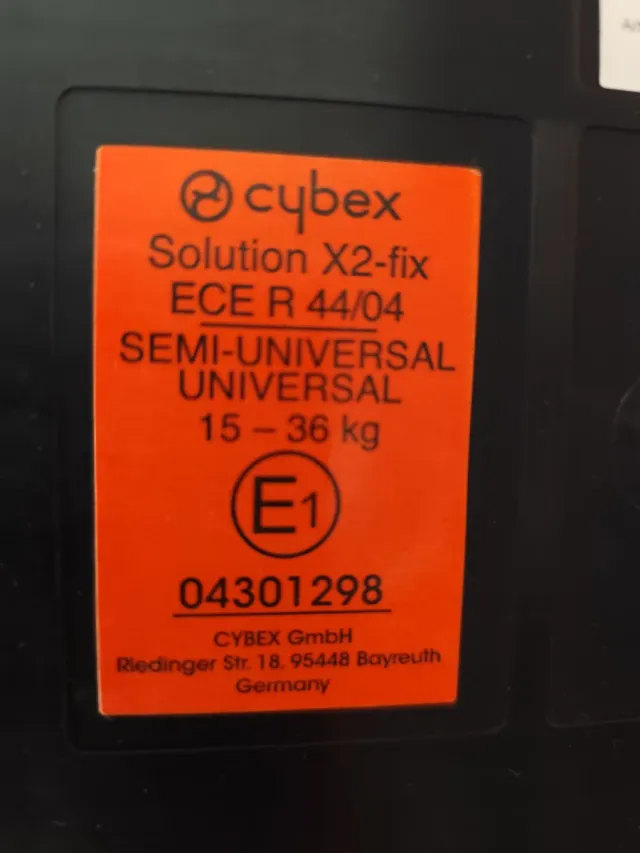 cybex
Solution X2-fix
ECE R 44/04
SEMI-UNIVERSAL
UNIVERSAL
15 – 36 kg
E1
04301298
CYBEX GmbH
Riedinger Str. 18, 95448 Bayreuth
Germany